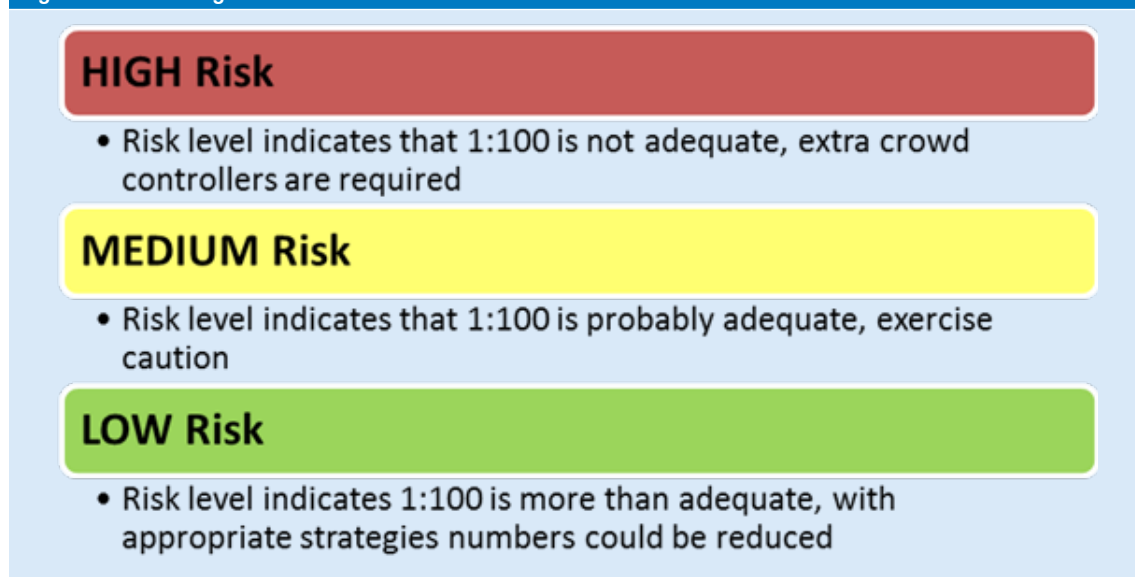 HIGH Risk
• Risk level indicates that 1:100 is not adequate, extra crowd
controllers are required
MEDIUM Risk
• Risk level indicates that 1:100 is probably adequate, exercise
caution
LOW Risk
• Risk level indicates 1:100 is more than adequate, with
appropriate strategies numbers could be reduced